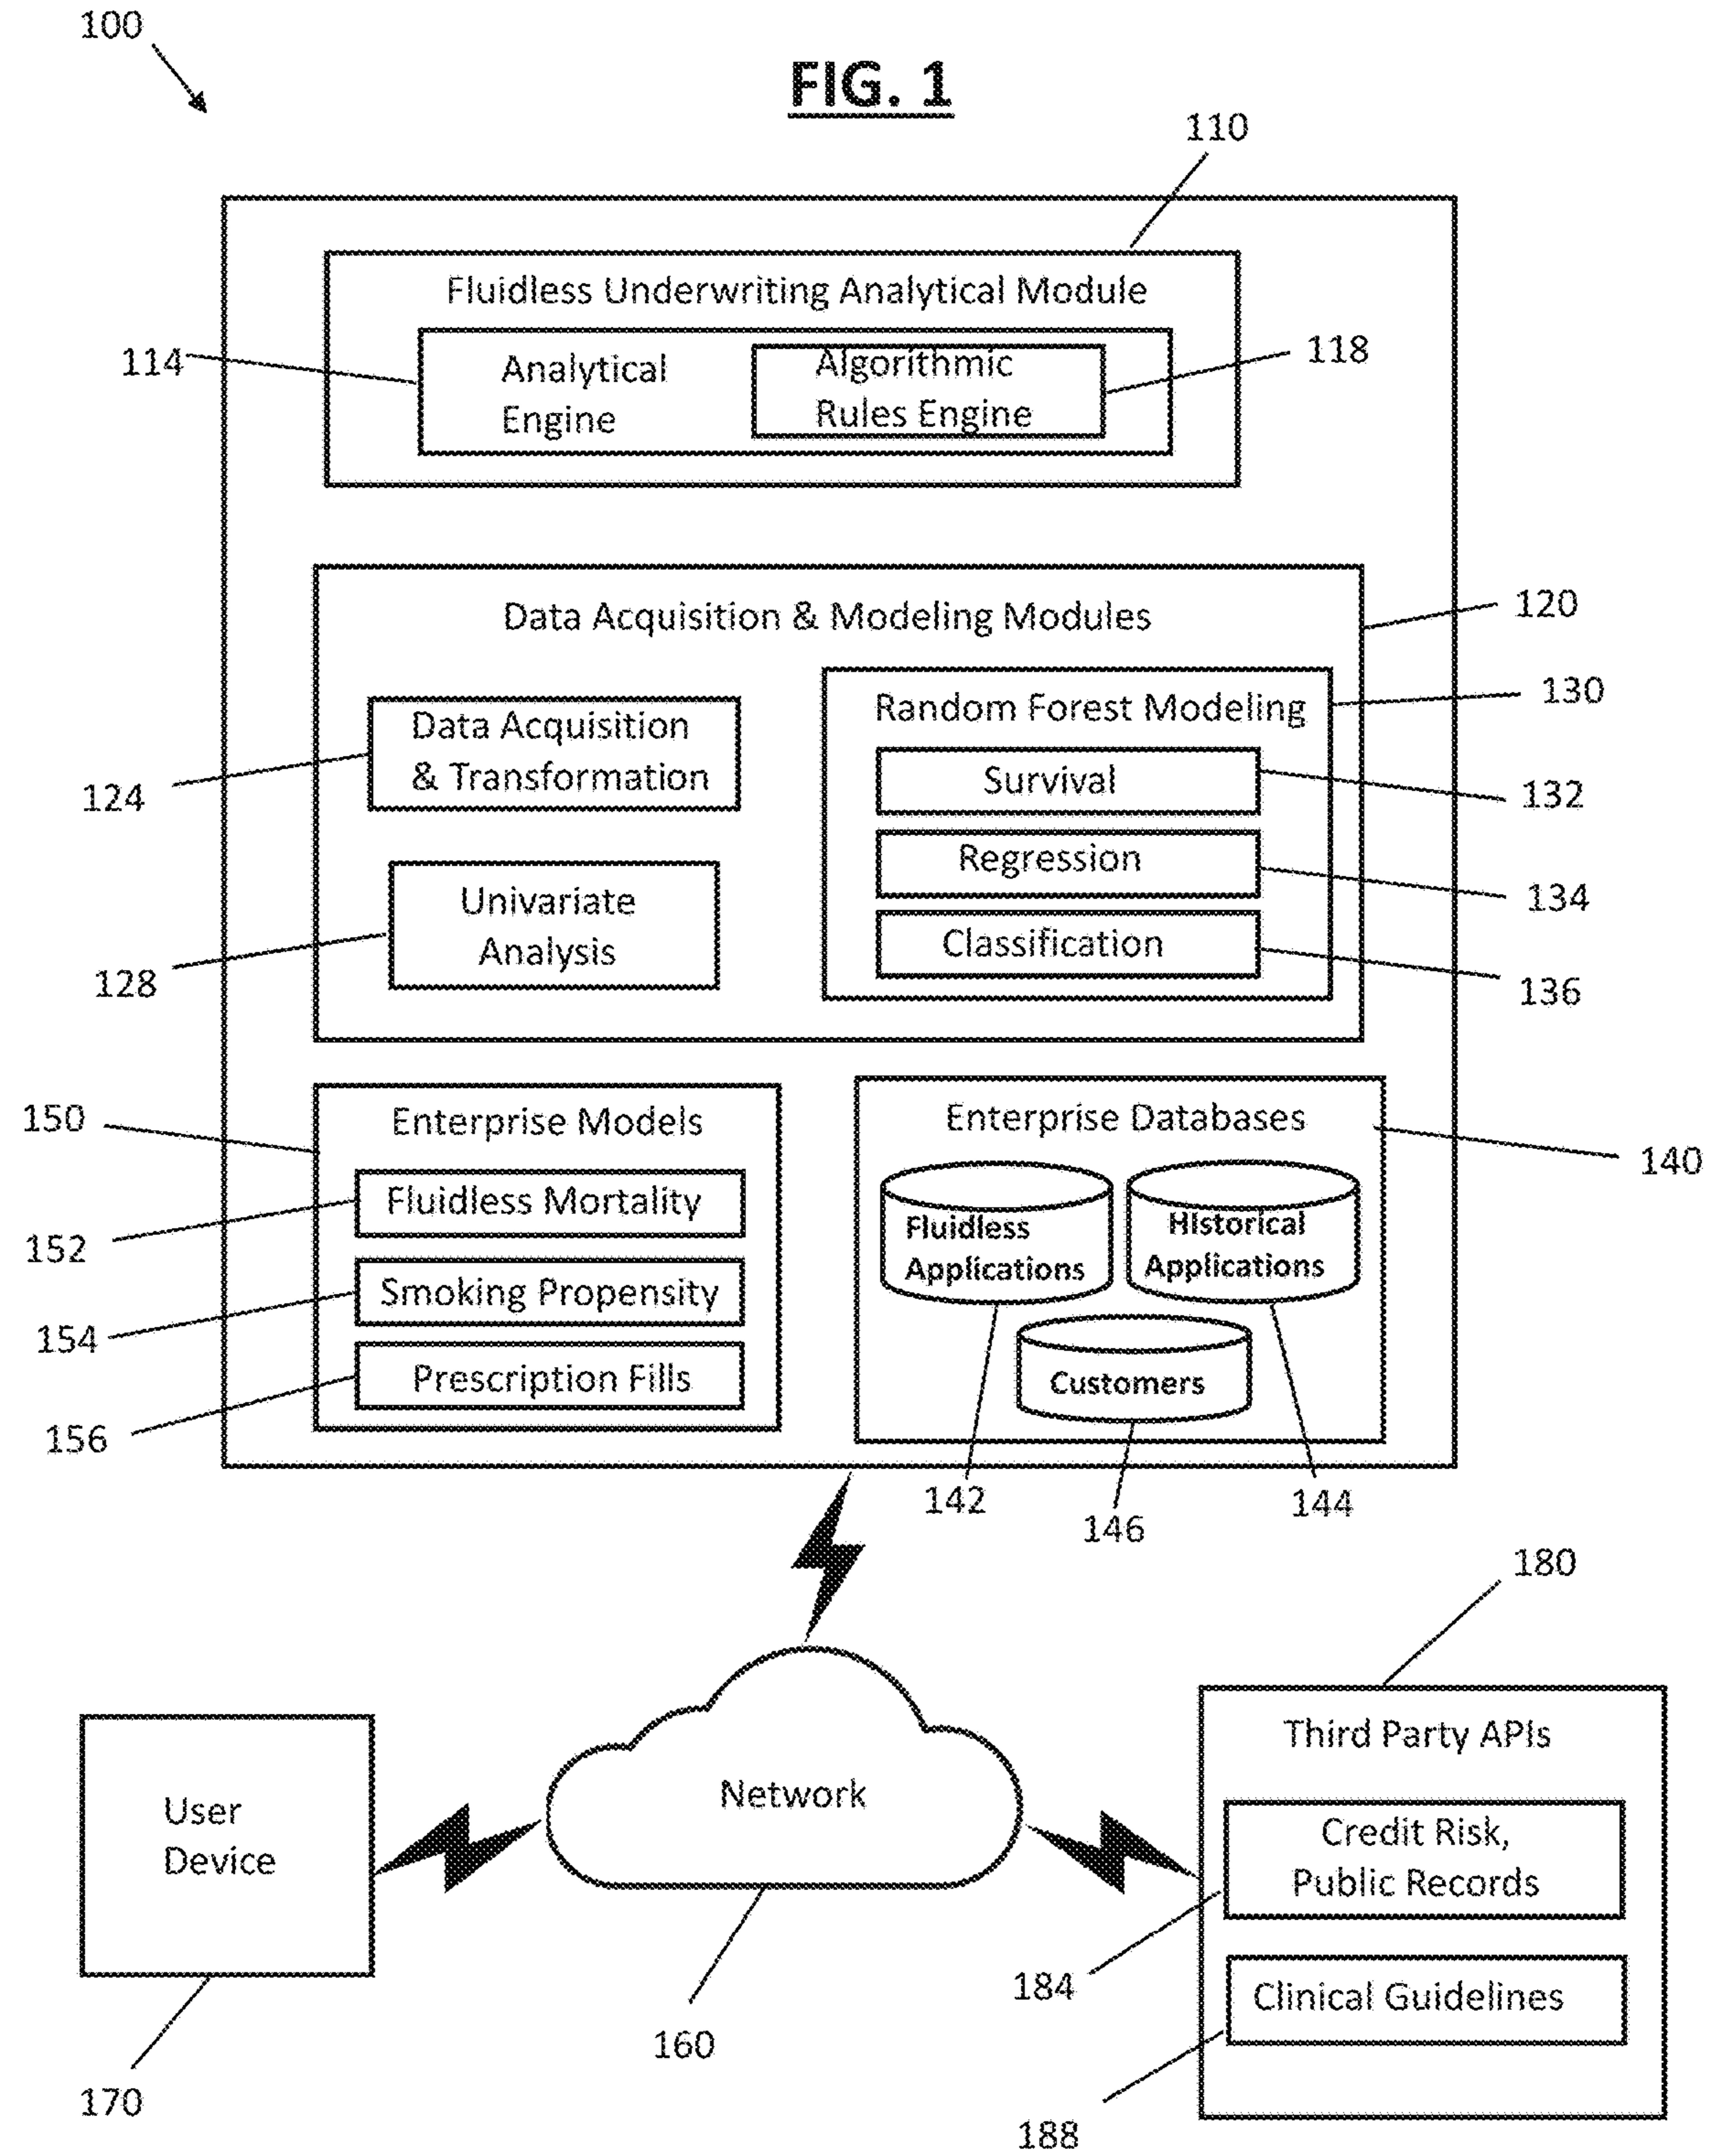 100
FIG. 1
110
Fluidless Underwriting Analytical Module
114
Analytical
Engine
Algorithmic
Rules Engine
118
Data Acquisition & Modeling Modules
120
Data Acquisition
& Transformation
124
Univariate
Analysis
128
Random Forest Modeling
130
Survival
132
Regression
134
Classification
136
150
Enterprise Models
Fluidless Mortality
152
Smoking Propensity
154
Prescription Fills
156
Enterprise Databases
140
Fluidless
Applications
HIstorical
Applications
Customers
142
146
144
180
User
Device
170
Network
160
Third Party APIs
Credit Risk,
Public Records
184
Clinical Guidelines
188